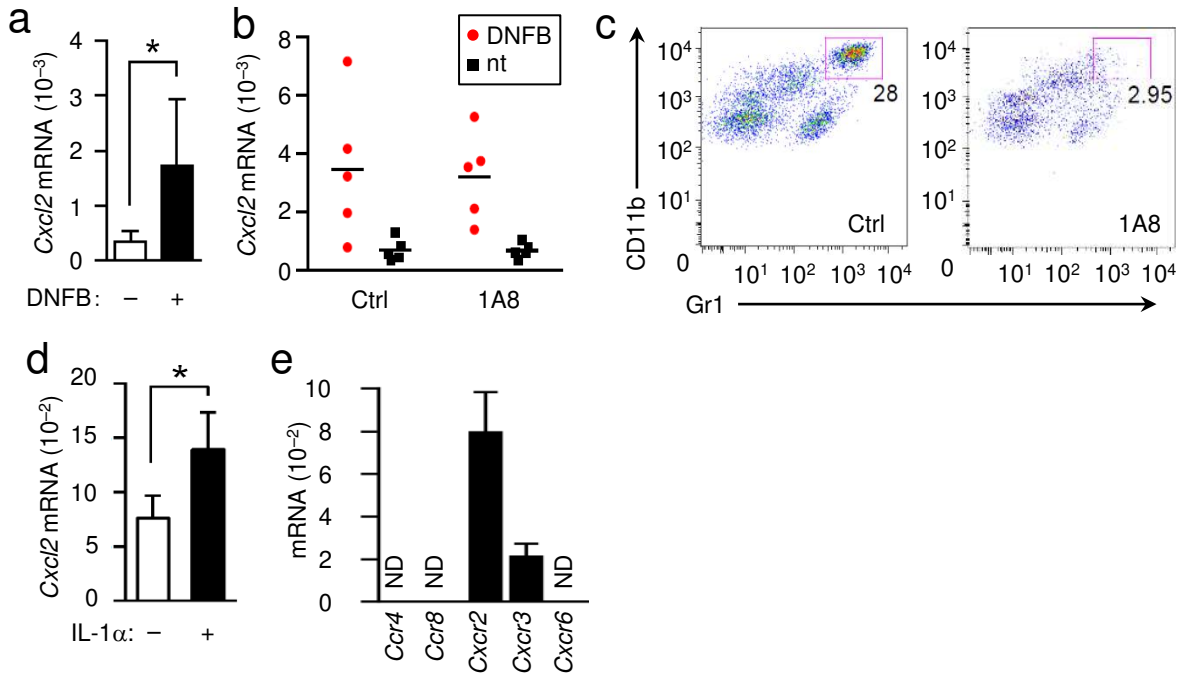 a
Cxcl2 mRNA (10⁻³)
4
3
2
1
0
*
DNFB: − +
b
Cxcl2 mRNA (10⁻³)
8
6
4
2
0
DNFB
nt
Ctrl 1A8
c
CD11b
10⁴
10³
10²
10¹
0
28
Ctrl
10¹ 10² 10³ 10⁴
10⁴
10³
10²
10¹
0
2.95
1A8
10¹ 10² 10³ 10⁴
Gr1
d
Cxcl2 mRNA (10⁻²)
20
15
10
5
0
*
IL-1α: − +
e
mRNA (10⁻²)
10
8
6
4
2
0
ND ND ND
Ccr4 Ccr8 Cxcr2 Cxcr3 Cxcr6